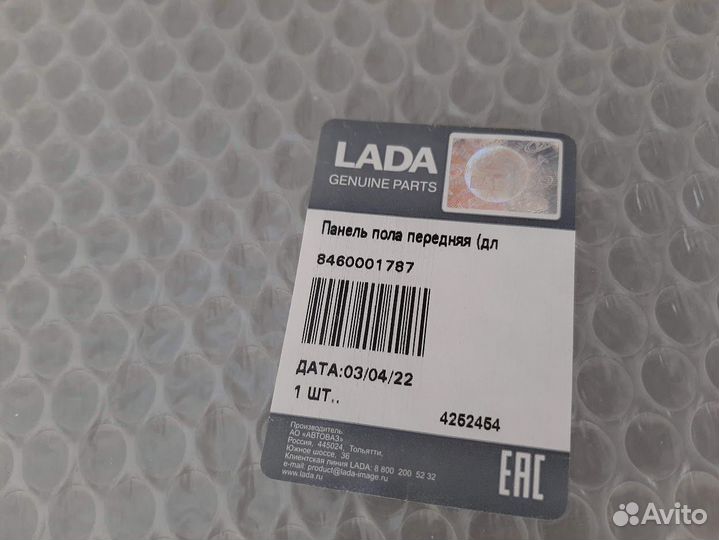 LADA
GENUINE PARTS
Панель пола передняя (дл
8460001787
ДАТА:03/04/22
1 ШТ..
4252454
Производитель:
АО «АВТОВАЗ»
Россия, 445024, Тольятти,
Южное шоссе, 36
Клиентская линия LADA: 8 800 200 52 32
e-mail: product@lada-image.ru
www.lada.ru
EAC
Avito